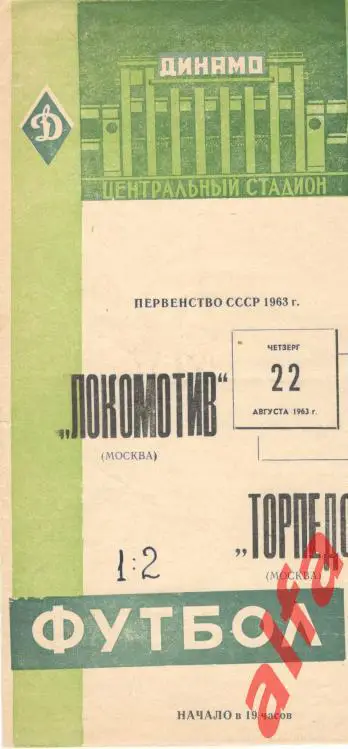 ДИНАМО
Д
ЦЕНТРАЛЬНЫЙ СТАДИОН
ПЕРВЕНСТВО СССР 1963 г.
ЧЕТВЕРГ
22
АВГУСТА 1963 г.
„ЛОКОМОТИВ"
(МОСКВА)
„ТОРПЕДО
(МОСКВА)
1:2
ФУТБОЛ
НАЧАЛО в 19 часов
alfa